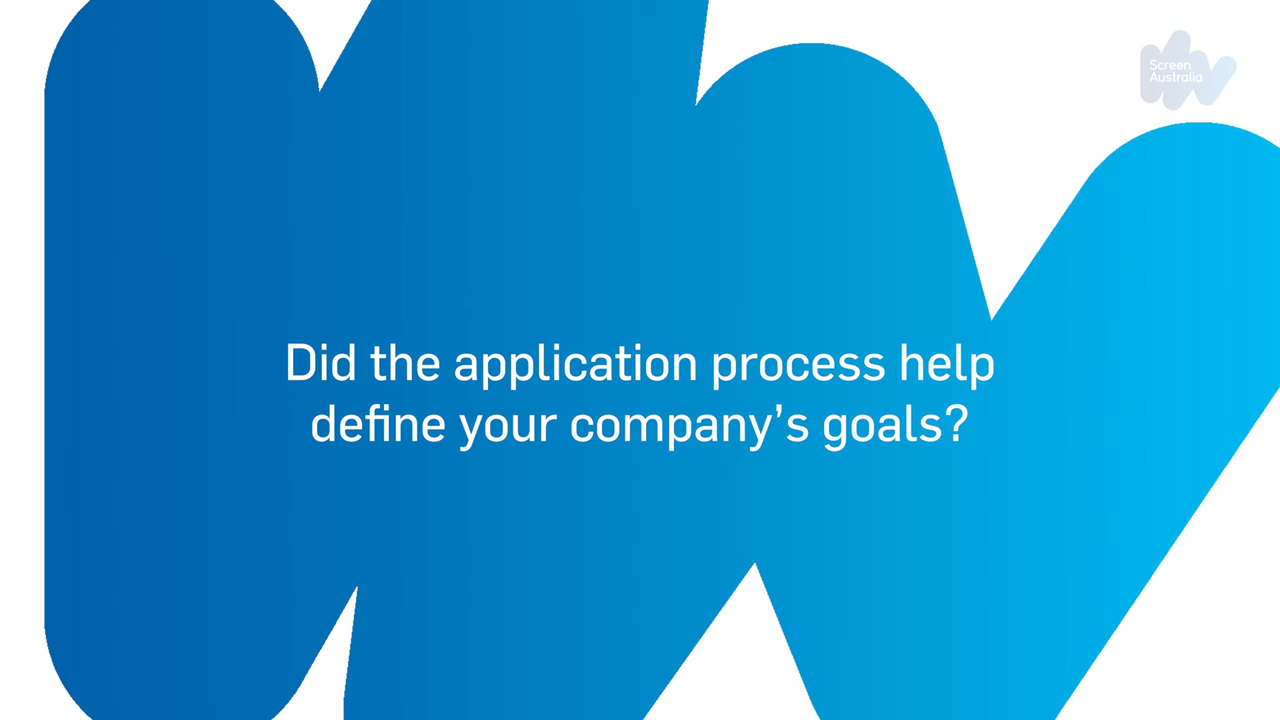 Screen
Australia
Did the application process help
define your company’s goals?